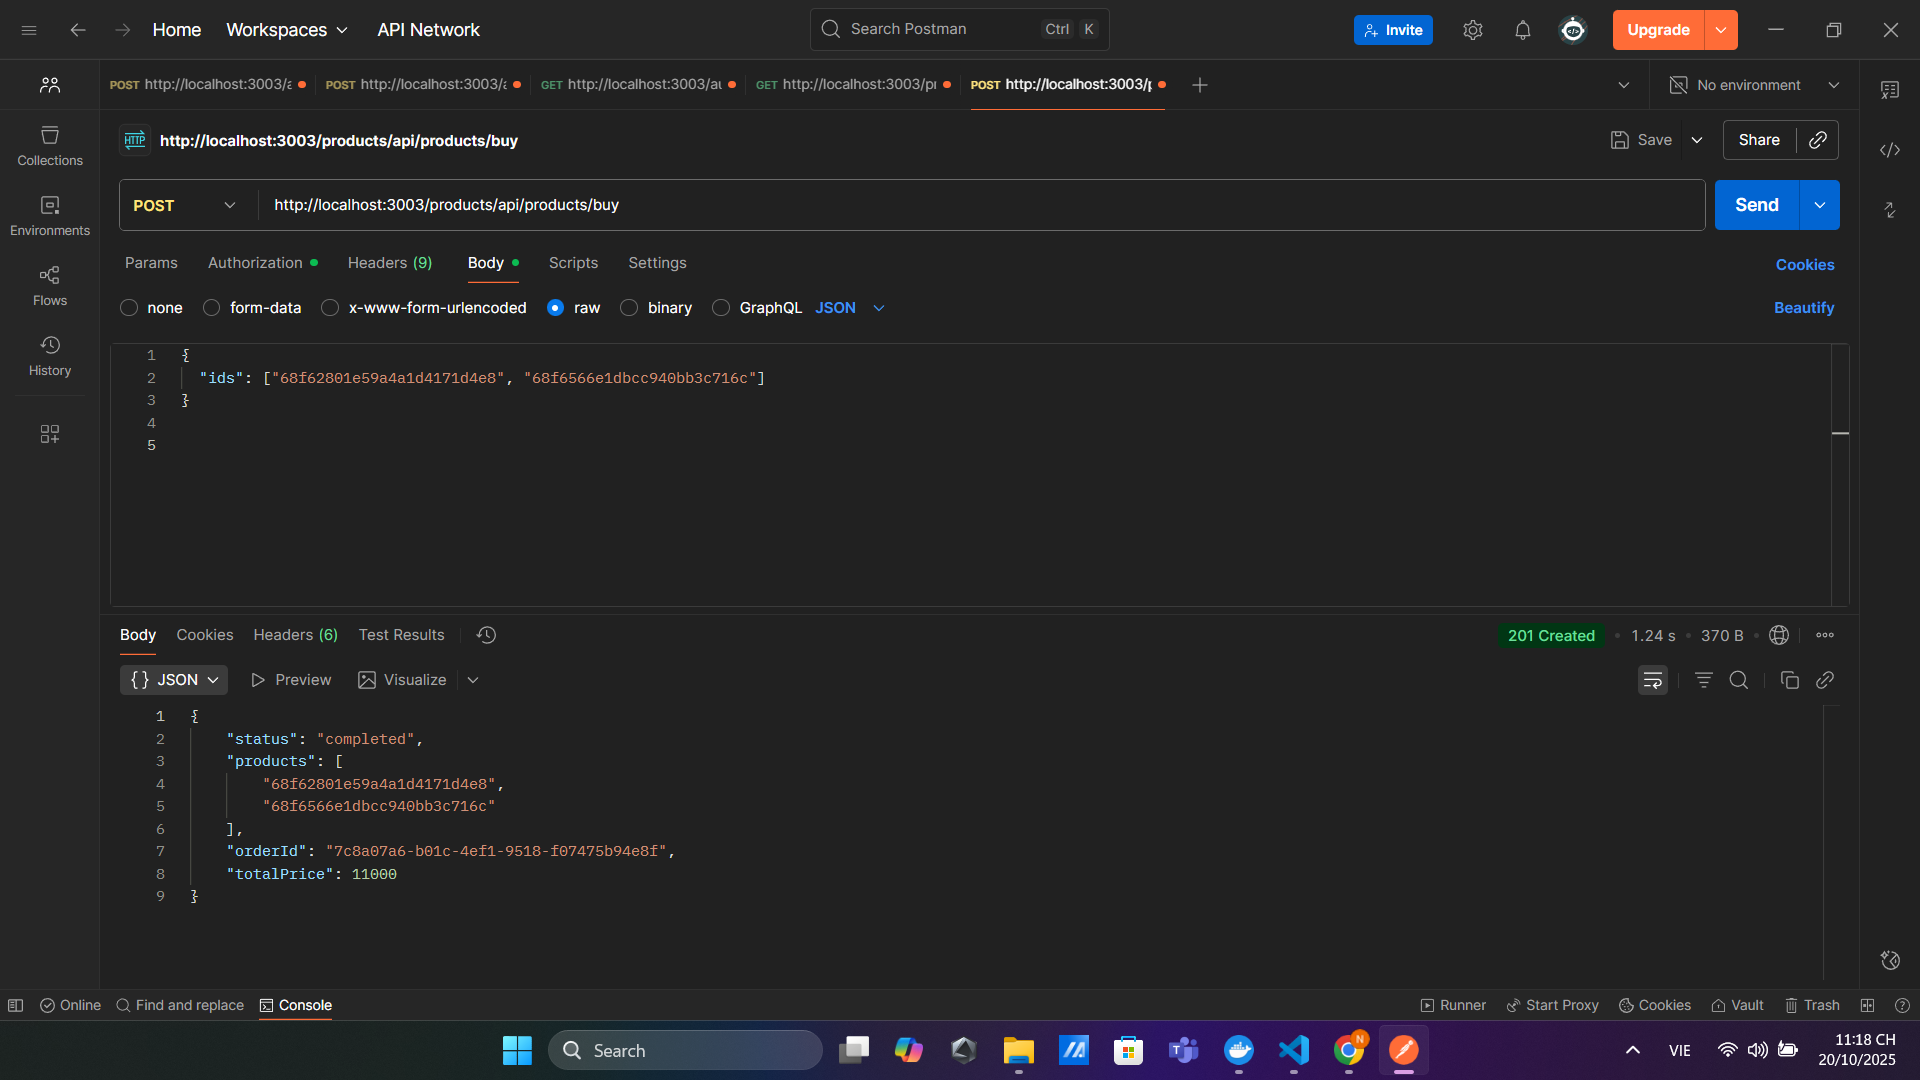 Home
Workspaces
API Network
Search Postman
Ctrl K
Invite
Upgrade
POST http://localhost:3003/a
POST http://localhost:3003/a
GET http://localhost:3003/au
GET http://localhost:3003/pr
POST http://localhost:3003/p
No environment
Collections
Environments
Flows
History
HTTP http://localhost:3003/products/api/products/buy
Save
Share
POST
http://localhost:3003/products/api/products/buy
Send
Params
Authorization
Headers (9)
Body
Scripts
Settings
Cookies
none
form-data
x-www-form-urlencoded
raw
binary
GraphQL
JSON
Beautify
1 {
2 "ids": ["68f62801e59a4a1d4171d4e8", "68f6566e1dbcc940bb3c716c"]
3 }
4
5
Body
Cookies
Headers (6)
Test Results
201 Created
1.24 s
370 B
{} JSON
Preview
Visualize
1 {
2 "status": "completed",
3 "products": [
4 "68f62801e59a4a1d4171d4e8",
5 "68f6566e1dbcc940bb3c716c"
6 ],
7 "orderId": "7c8a07a6-b01c-4ef1-9518-f07475b94e8f",
8 "totalPrice": 11000
9 }
Online
Find and replace
Console
Runner
Start Proxy
Cookies
Vault
Trash
Search
N
VIE
11:18 CH
20/10/2025